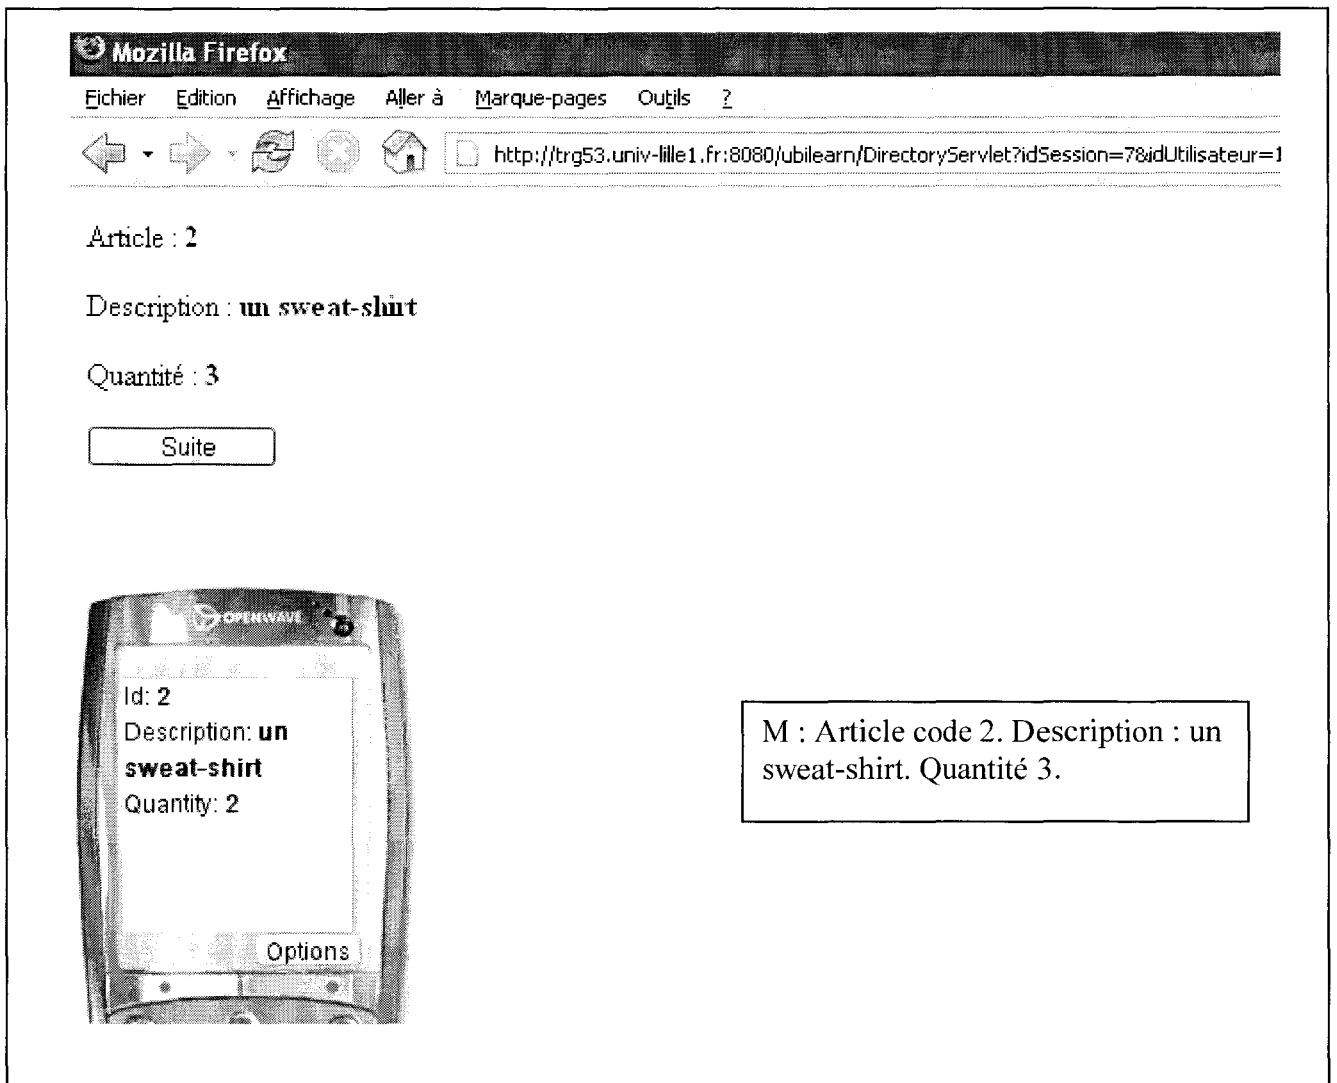 Mozilla Firefox
Fichier Edition Affichage Aller à Marque-pages Outils ?
http://trg53.univ-lille1.fr:8080/ubilearn/DirectoryServlet?idSession=7&idUtilisateur=1
Article : 2
Description : un sweat-shirt
Quantité : 3
Suite
OPENWAVE
Id: 2
Description: un
sweat-shirt
Quantity: 2
Options
M : Article code 2. Description : un
sweat-shirt. Quantité 3.